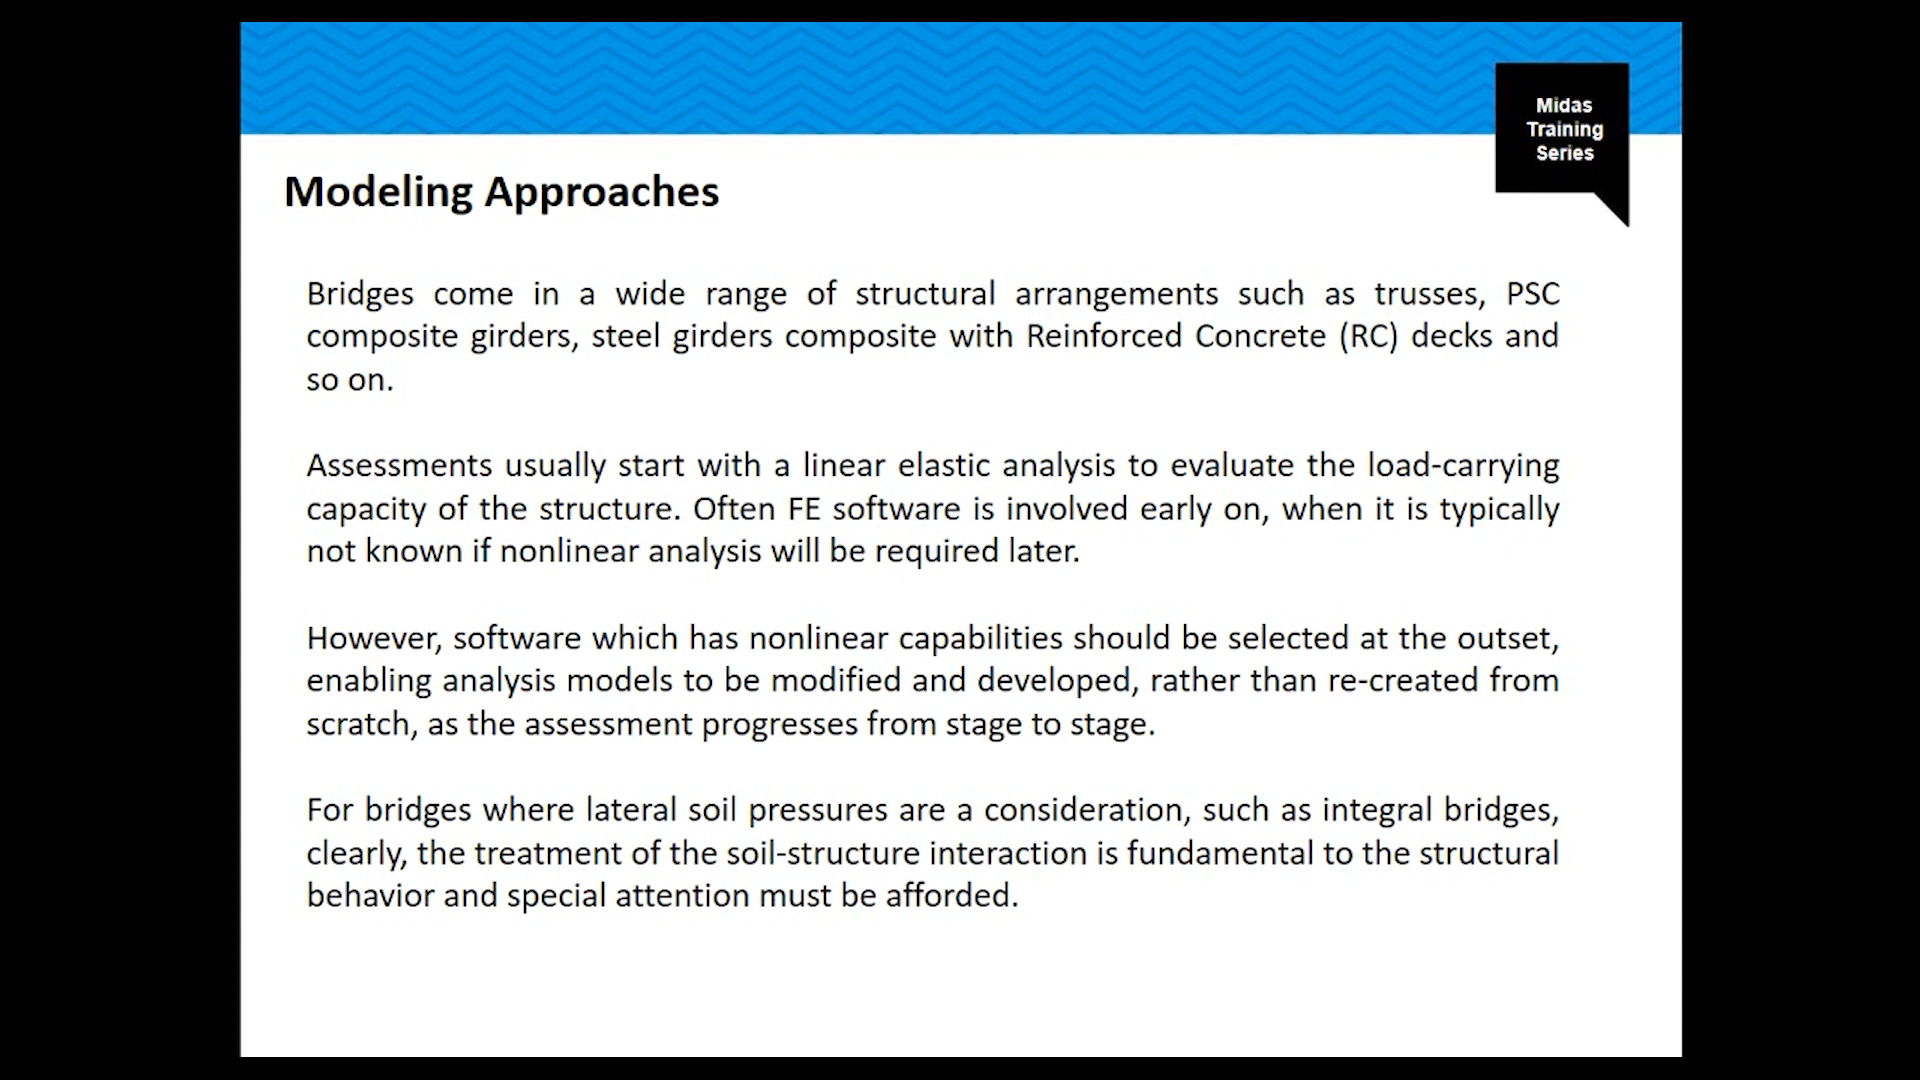 Midas
Training
Series
Modeling Approaches
Bridges come in a wide range of structural arrangements such as trusses, PSC
composite girders, steel girders composite with Reinforced Concrete (RC) decks and
so on.
Assessments usually start with a linear elastic analysis to evaluate the load-carrying
capacity of the structure. Often FE software is involved early on, when it is typically
not known if nonlinear analysis will be required later.
However, software which has nonlinear capabilities should be selected at the outset,
enabling analysis models to be modified and developed, rather than re-created from
scratch, as the assessment progresses from stage to stage.
For bridges where lateral soil pressures are a consideration, such as integral bridges,
clearly, the treatment of the soil-structure interaction is fundamental to the structural
behavior and special attention must be afforded.